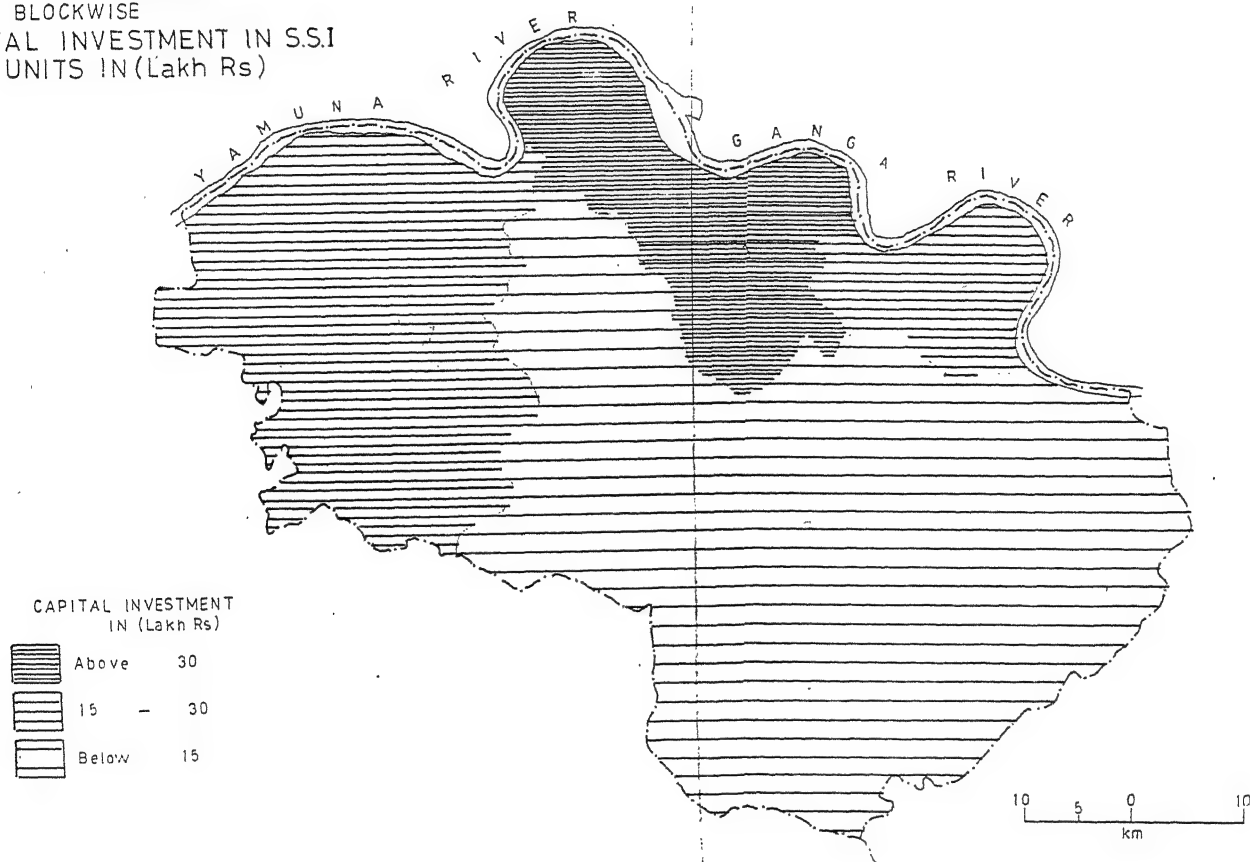 BLOCKWISE
AL INVESTMENT IN S.S.I
UNITS IN (Lakh Rs)
YAMUNA RIVER
GANGA RIVER
CAPITAL INVESTMENT
IN (Lakh Rs)
Above 30
15 - 30
Below 15
10 5 0 10
km